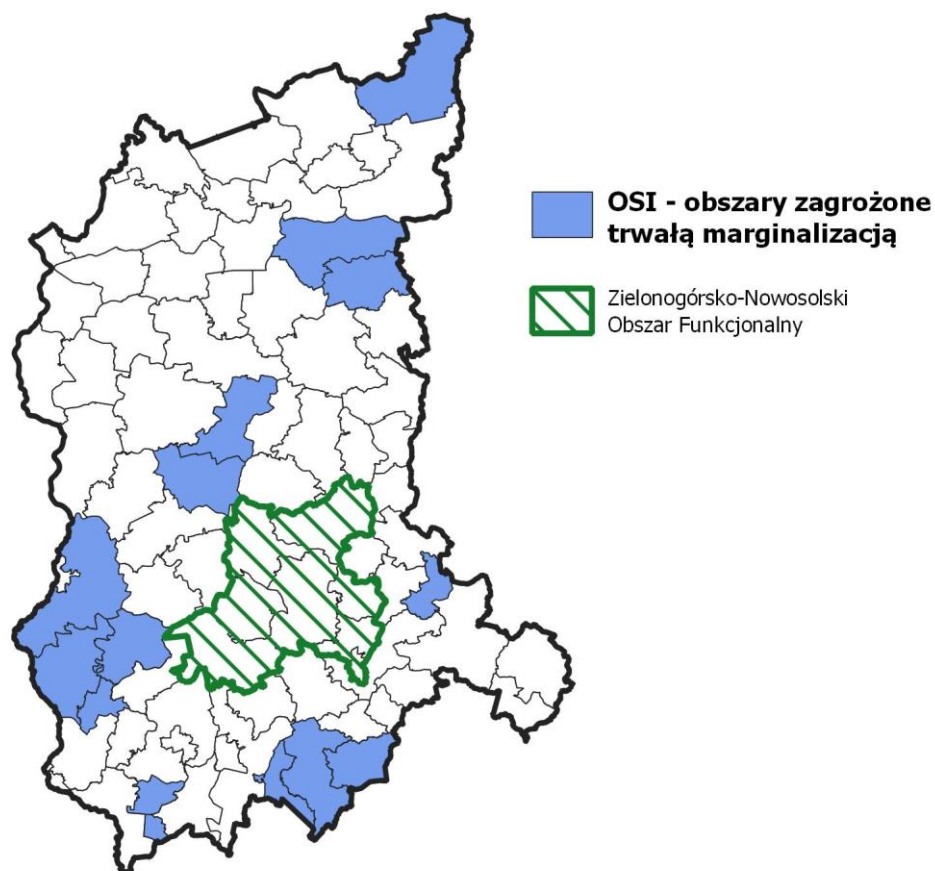 OSI - obszary zagrożone
trwałą marginalizacją
Zielonogórsko-Nowosolski
Obszar Funkcjonalny